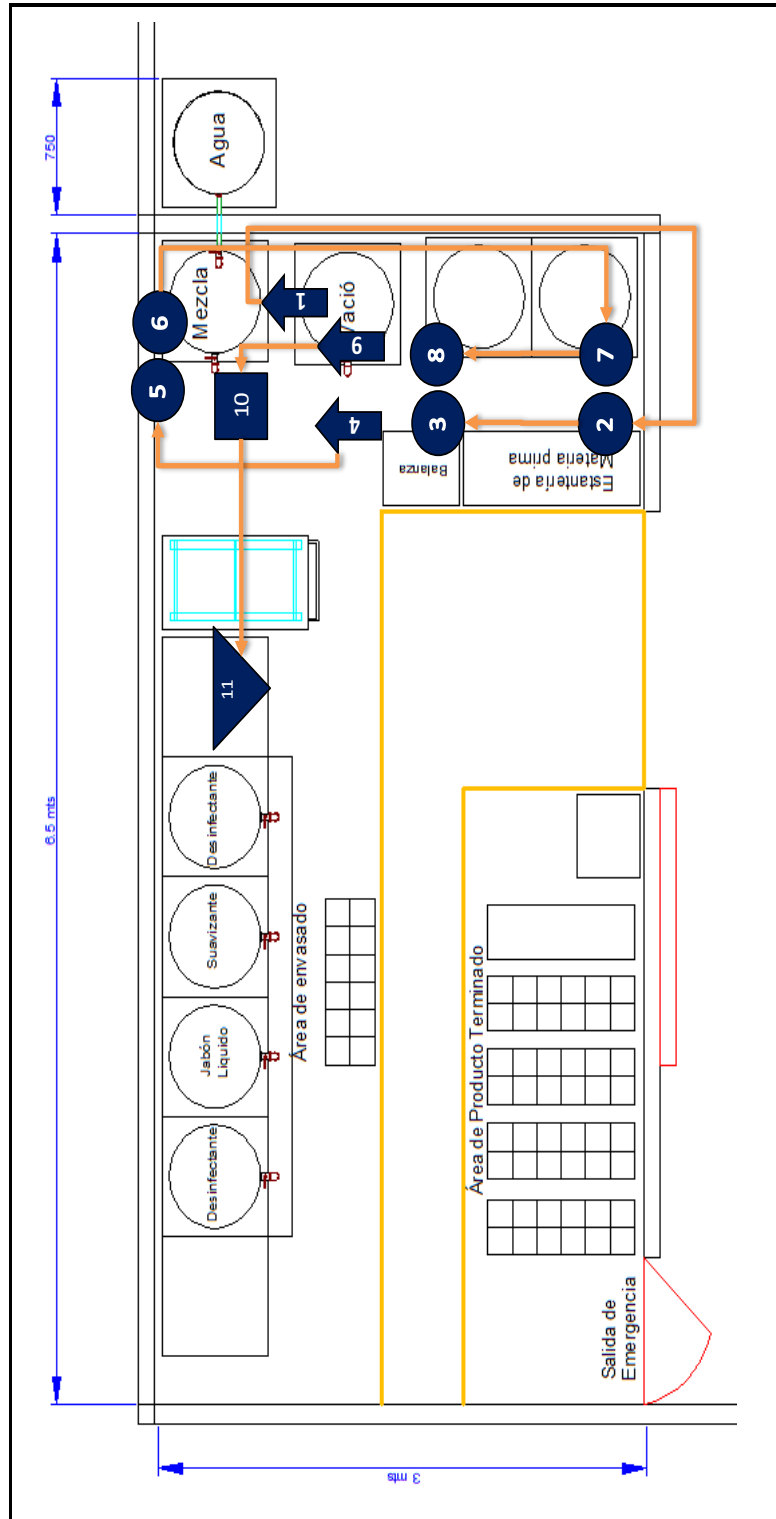 750
Agua
6.5 mts
Mezcla
Vació
1
6
9
5
10
8
7
4
3
2
Balanza
Estantería de
Materia prima
11
Desinfectante
Suavizante
Jabón
Liquido
Desinfectante
Área de envasado
Área de Producto Terminado
Salida de
Emergencia
3 mts